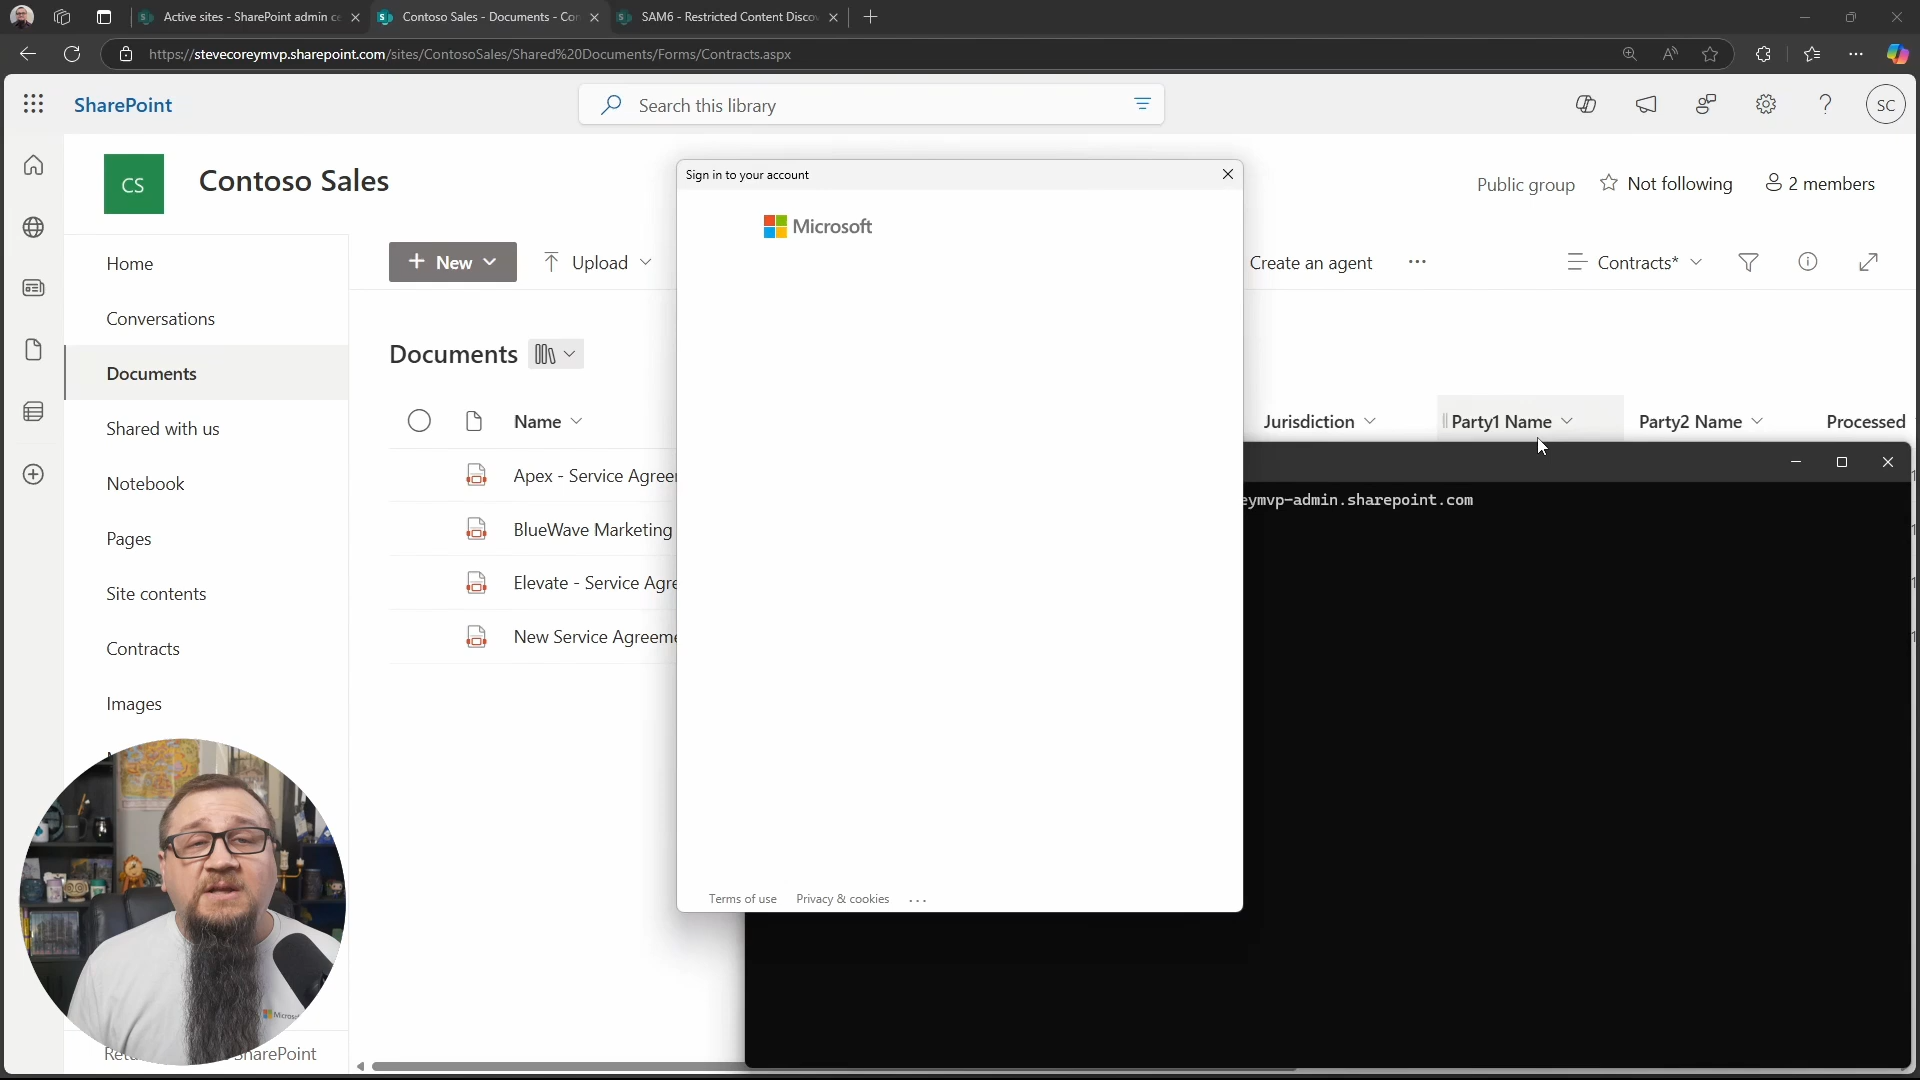 Active sites - SharePoint admin ce
Contoso Sales - Documents - Con
SAM6 - Restricted Content Disco
https://stevecoreymvp.sharepoint.com/sites/ContosoSales/Shared%20Documents/Forms/Contracts.aspx
SharePoint
Search this library
SC
CS
Contoso Sales
Public group
Not following
2 members
Sign in to your account
Microsoft
Home
Conversations
Documents
Shared with us
Notebook
Pages
Site contents
Contracts
Images
New
Upload
Create an agent
Contracts*
Documents
Name
Jurisdiction
Party1 Name
Party2 Name
Processed
Apex - Service Agreer
BlueWave Marketing
Elevate - Service Agre
New Service Agreeme
eymvp-admin.sharepoint.com
Terms of use
Privacy & cookies
SharePoint